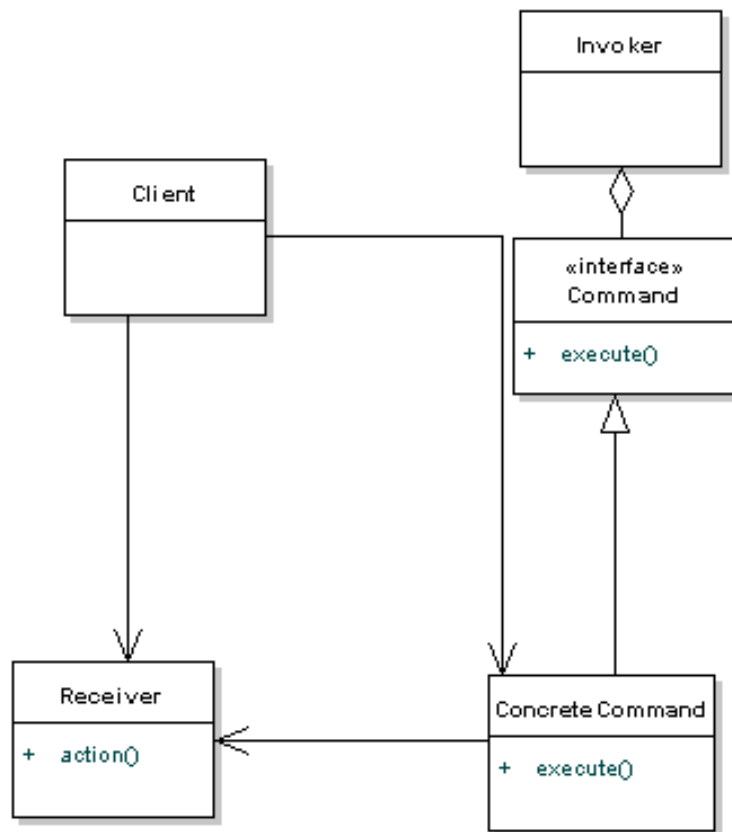 Invoker
Client
«interface»
Command
+ execute()
Receiver
+ action()
Concrete Command
+ execute()